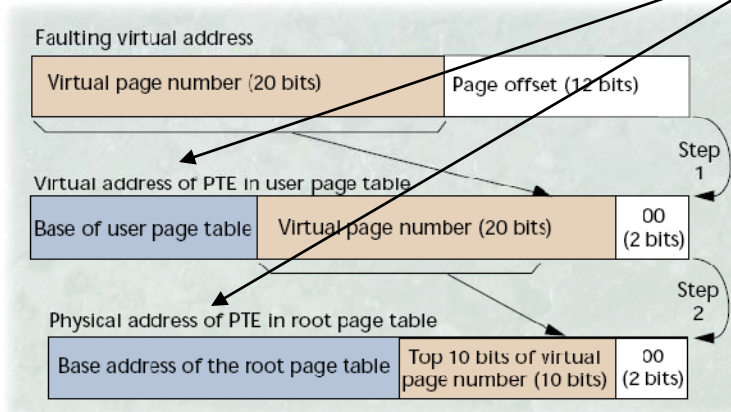 Faulting virtual address
Virtual page number (20 bits)
Page offset (12 bits)
Step
1
Virtual address of PTE in user page table
Base of user page table
Virtual page number (20 bits)
00
(2 bits)
Step
2
Physical address of PTE in root page table
Base address of the root page table
Top 10 bits of virtual
page number (10 bits)
00
(2 bits)